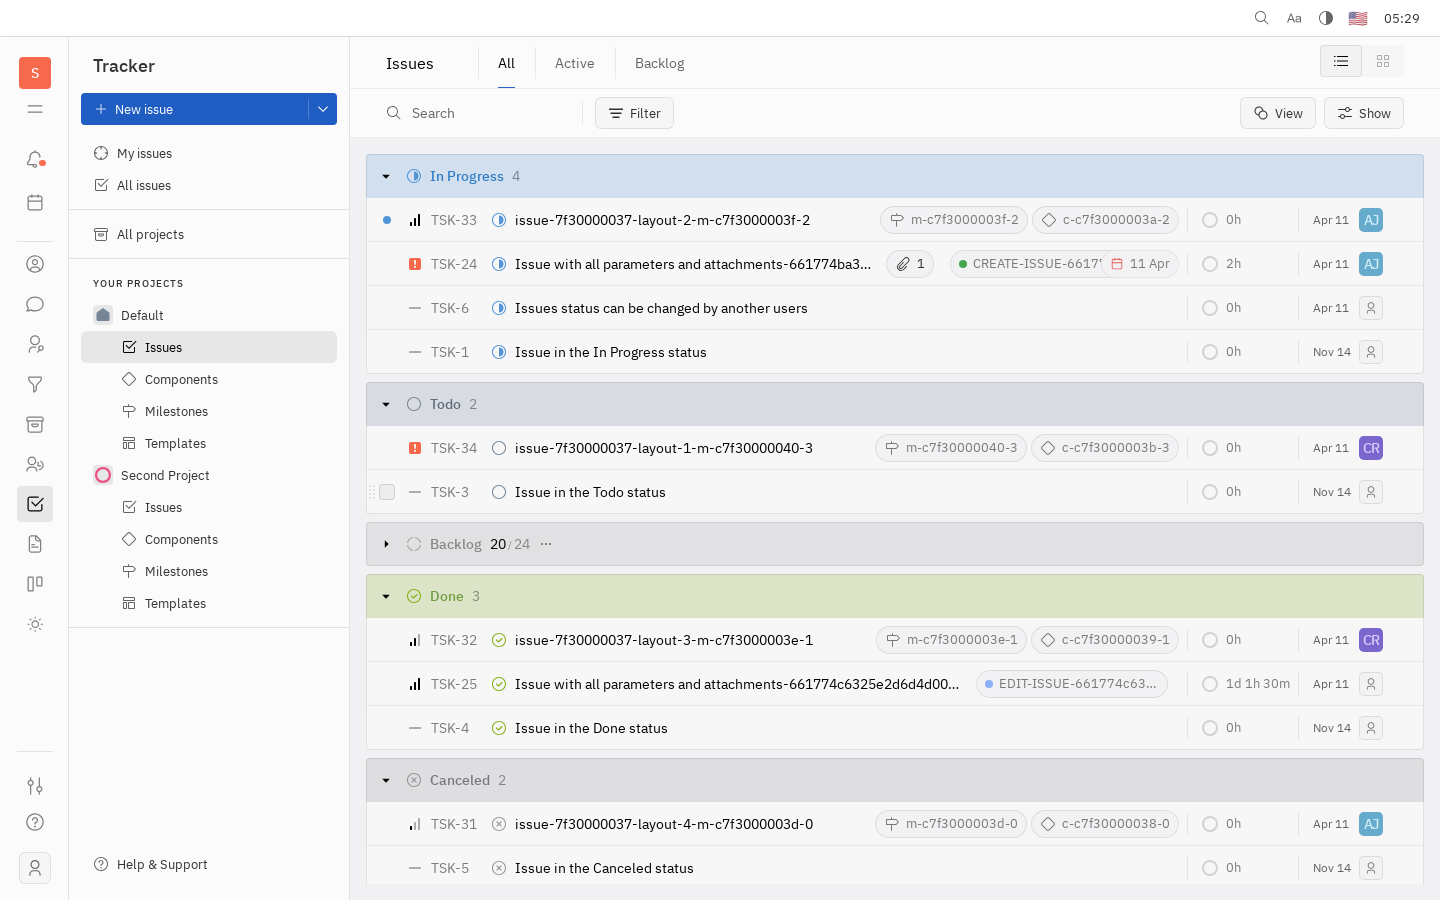 Aa 05:29
S
Tracker
New issue
My issues
All issues
All projects
YOUR PROJECTS
Default
Issues
Components
Milestones
Templates
Second Project
Issues
Components
Milestones
Templates
Help & Support
Issues All Active Backlog
Search Filter View Show
In Progress 4
TSK-33 issue-7f30000037-layout-2-m-c7f3000003f-2 m-c7f3000003f-2 c-c7f3000003a-2 0h Apr 11 AJ
TSK-24 Issue with all parameters and attachments-661774ba3... 1 CREATE-ISSUE-6617 11 Apr 2h Apr 11 AJ
TSK-6 Issues status can be changed by another users 0h Apr 11
TSK-1 Issue in the In Progress status 0h Nov 14
Todo 2
TSK-34 issue-7f30000037-layout-1-m-c7f30000040-3 m-c7f30000040-3 c-c7f3000003b-3 0h Apr 11 CR
TSK-3 Issue in the Todo status 0h Nov 14
Backlog 20/24 ...
Done 3
TSK-32 issue-7f30000037-layout-3-m-c7f3000003e-1 m-c7f3000003e-1 c-c7f30000039-1 0h Apr 11 CR
TSK-25 Issue with all parameters and attachments-661774c6325e2d6d4d00... EDIT-ISSUE-661774c63... 1d 1h 30m Apr 11
TSK-4 Issue in the Done status 0h Nov 14
Canceled 2
TSK-31 issue-7f30000037-layout-4-m-c7f3000003d-0 m-c7f3000003d-0 c-c7f30000038-0 0h Apr 11 AJ
TSK-5 Issue in the Canceled status 0h Nov 14